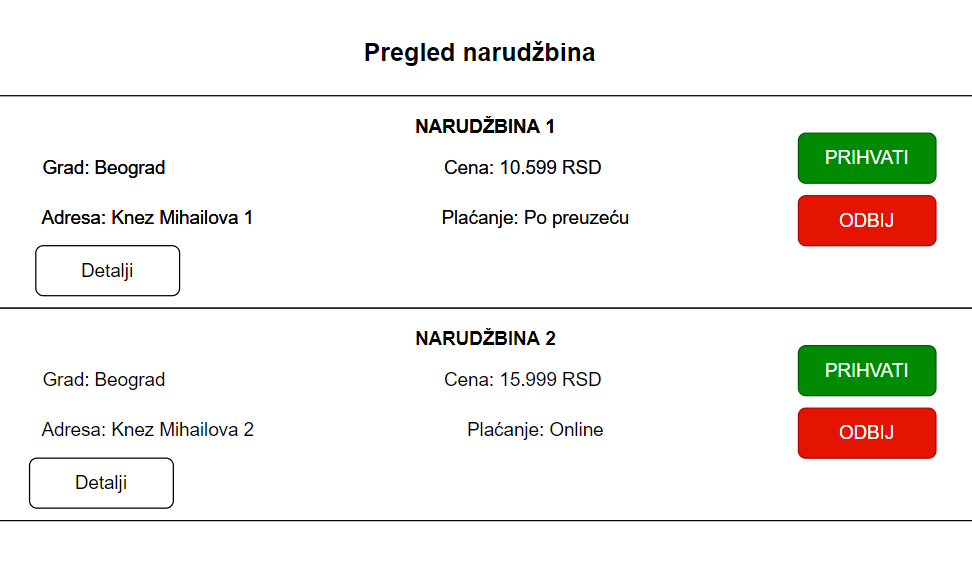 Pregled narudžbina
NARUDŽBINA 1
Grad: Beograd
Cena: 10.599 RSD
PRIHVATI
Adresa: Knez Mihailova 1
Plaćanje: Po preuzeću
ODBIJ
Detalji
NARUDŽBINA 2
Grad: Beograd
Cena: 15.999 RSD
PRIHVATI
Adresa: Knez Mihailova 2
Plaćanje: Online
ODBIJ
Detalji